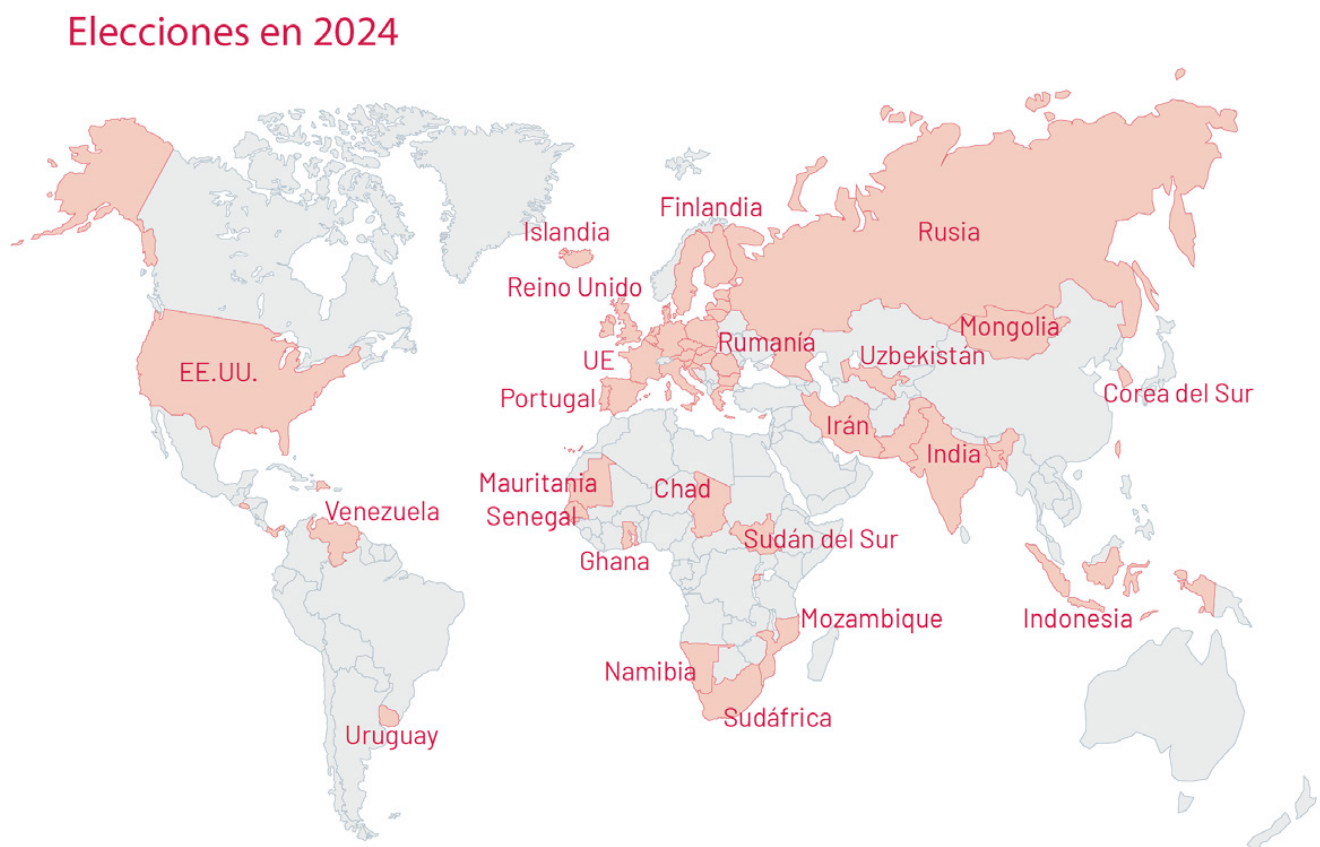 Elecciones en 2024
Finlandia
Islandia
Rusia
Reino Unido
Mongolia
Rumanía
Uzbekistán
UE
EE.UU.
Portugal
Corea del Sur
Irán
India
Mauritania
Chad
Venezuela
Senegal
Sudán del Sur
Ghana
Mozambique
Indonesia
Namibia
Sudáfrica
Uruguay